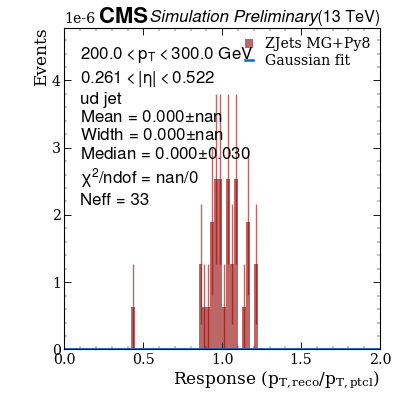 1e-6 CMS Simulation Preliminary (13 TeV)
Events
ZJets MG+Py8
Gaussian fit
200.0 < p_T < 300.0 GeV
0.261 < |η| < 0.522
ud jet
Mean = 0.000±nan
Width = 0.000±nan
Median = 0.000±0.030
χ²/ndof = nan/0
Neff = 33
4
3
2
1
0
0.0 0.5 1.0 1.5 2.0
Response (p_T,reco/p_T,ptcl)